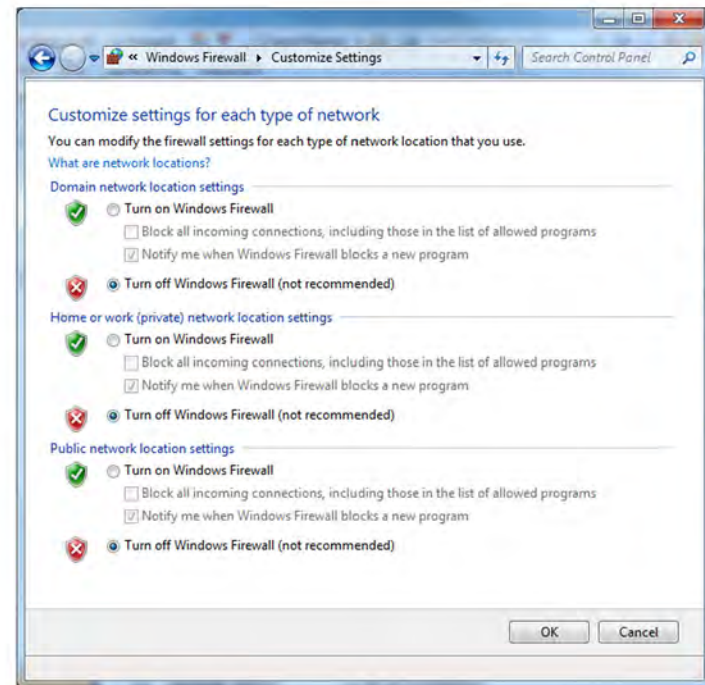 « Windows Firewall ▸ Customize Settings Search Control Panel
Customize settings for each type of network
You can modify the firewall settings for each type of network location that you use.
What are network locations?
Domain network location settings
Turn on Windows Firewall
Block all incoming connections, including those in the list of allowed programs
Notify me when Windows Firewall blocks a new program
Turn off Windows Firewall (not recommended)
Home or work (private) network location settings
Turn on Windows Firewall
Block all incoming connections, including those in the list of allowed programs
Notify me when Windows Firewall blocks a new program
Turn off Windows Firewall (not recommended)
Public network location settings
Turn on Windows Firewall
Block all incoming connections, including those in the list of allowed programs
Notify me when Windows Firewall blocks a new program
Turn off Windows Firewall (not recommended)
OK Cancel